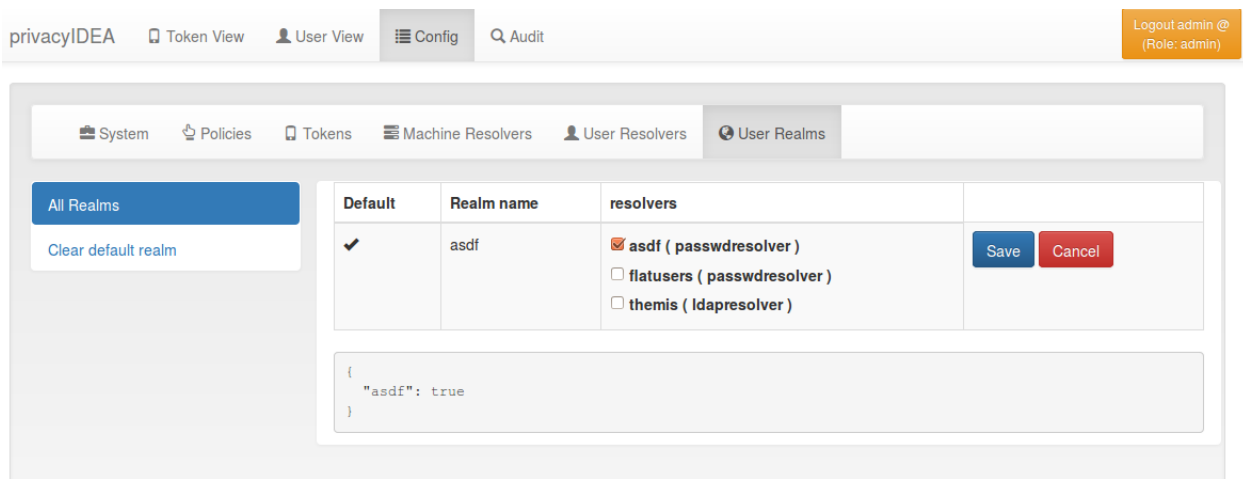 privacyIDEA Token View User View Config Audit Logout admin @
(Role: admin)
System Policies Tokens Machine Resolvers User Resolvers User Realms
All Realms
Clear default realm
Default Realm name resolvers
asdf asdf ( passwdresolver ) Save Cancel
flatusers ( passwdresolver )
themis ( ldapresolver )
{
"asdf": true
}